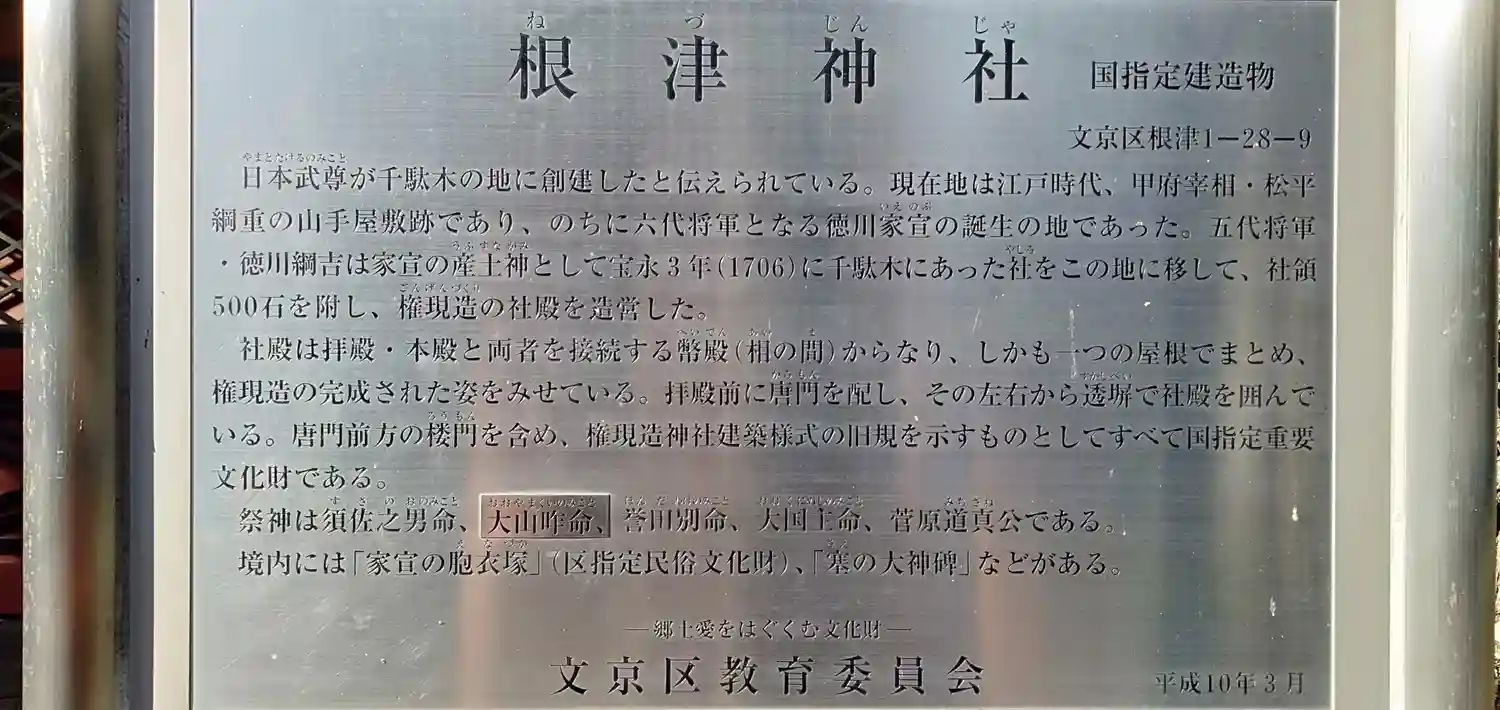 根津神社 国指定建造物
文京区根津1−28−9
日本武尊が千駄木の地に創建したと伝えられている。現在地は江戸時代、甲府宰相・松平
綱重の山手屋敷跡であり、のちに六代将軍となる徳川家宣の誕生の地であった。五代将軍
・徳川綱吉は家宣の産土神として宝永3年(1706)に千駄木にあった社をこの地に移して、社領
500石を附し、権現造の社殿を造営した。
社殿は拝殿・本殿と両者を接続する幣殿(相の間)からなり、しかも一つの屋根でまとめ、
権現造の完成された姿をみせている。拝殿前に唐門を配し、その左右から透塀で社殿を囲んで
いる。唐門前方の楼門を含め、権現造神社建築様式の旧規を示すものとしてすべて国指定重要
文化財である。
祭神は須佐之男命、大山咋命、誉田別命、大国主命、菅原道真公である。
境内には「家宣の胞衣塚」(区指定民俗文化財)、「塞の大神碑」などがある。
―郷土愛をはぐくむ文化財―
文京区教育委員会
平成10年3月